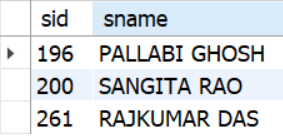 sid sname
196 PALLABI GHOSH
200 SANGITA RAO
261 RAJKUMAR DAS